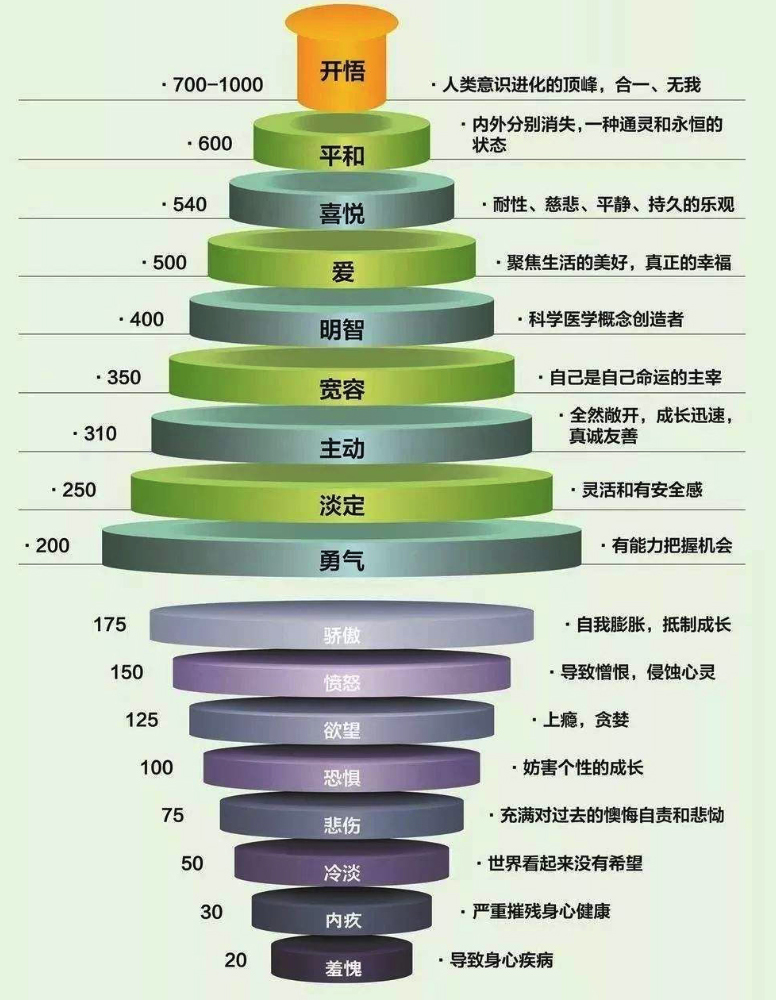 · 700-1000 开悟 · 人类意识进化的顶峰，合一、无我
· 600 平和 · 内外分别消失，一种通灵和永恒的
状态
· 540 喜悦 · 耐性、慈悲、平静、持久的乐观
· 500 爱 · 聚焦生活的美好，真正的幸福
· 400 明智 · 科学医学概念创造者
· 350 宽容 · 自己是自己命运的主宰
· 310 主动 · 全然敞开，成长迅速，
真诚友善
· 250 淡定 · 灵活和有安全感
· 200 勇气 · 有能力把握机会
175 骄傲 · 自我膨胀，抵制成长
150 愤怒 · 导致憎恨，侵蚀心灵
125 欲望 · 上瘾，贪婪
100 恐惧 · 妨害个性的成长
75 悲伤 · 充满对过去的懊悔自责和悲恸
50 冷淡 · 世界看起来没有希望
30 内疚 · 严重摧残身心健康
20 羞愧 · 导致身心疾病